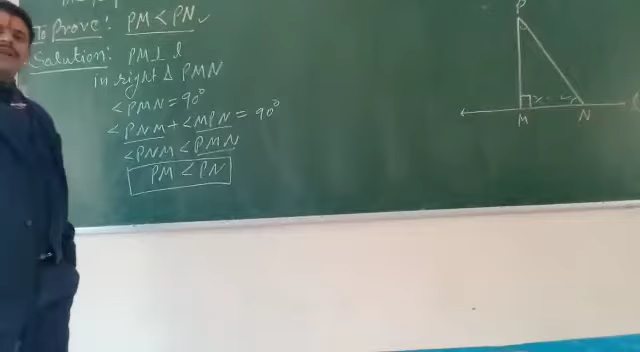 To Prove: PM < PN ✓
Solution: PM ⊥ l
in right Δ PMN
∠PMN = 90°
∠PNM + ∠MPN = 90°
∠PNM < ∠PMN
PM < PN
P
M
N